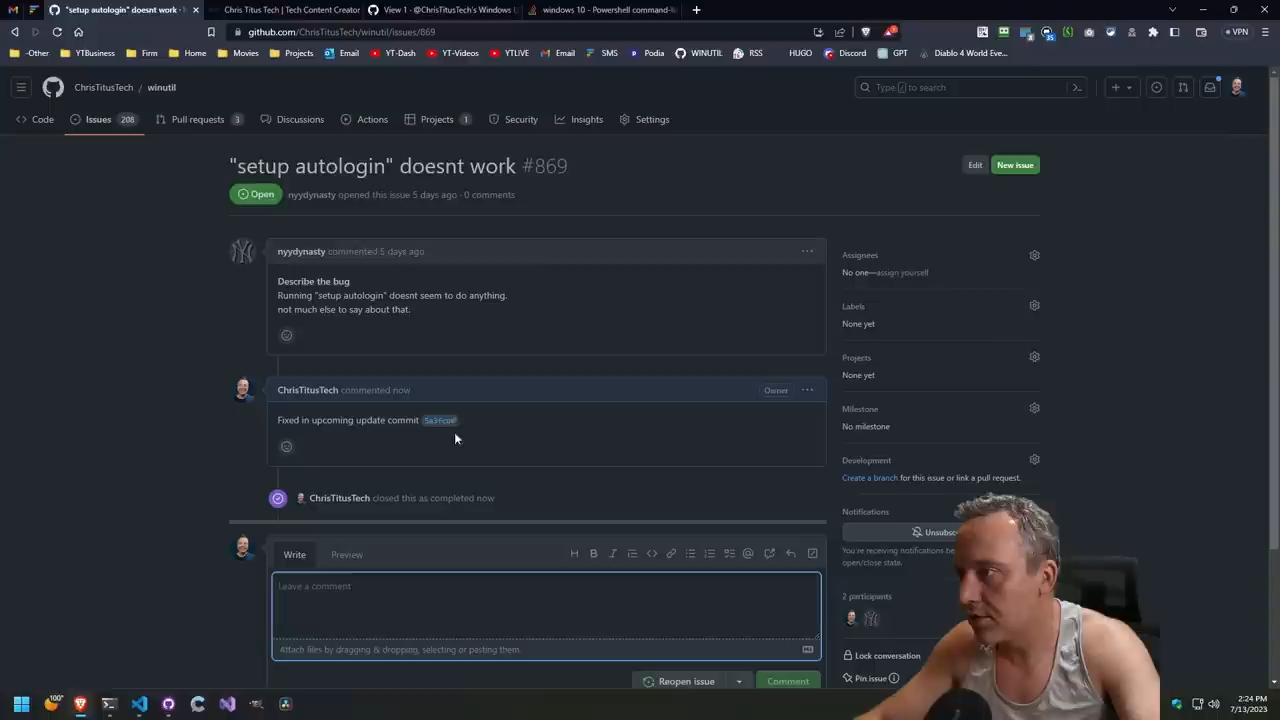 "setup autologin" doesnt work
Chris Titus Tech | Tech Content Creator
View 1 - @ChrisTitusTech's Windows U
windows 10 - Powershell command-li
github.com/ChrisTitusTech/winutil/issues/869
VPN
-Other
YTBusiness
Firm
Home
Movies
Projects
Email
YT-Dash
YT-Videos
YTLIVE
Email
SMS
Podia
WINUTIL
RSS
HUGO
Discord
GPT
Diablo 4 World Eve...
ChrisTitusTech / winutil
Type / to search
Code
Issues 208
Pull requests 3
Discussions
Actions
Projects 1
Security
Insights
Settings
"setup autologin" doesnt work #869
Edit
New issue
Open
nyydynasty opened this issue 5 days ago · 0 comments
nyydynasty commented 5 days ago
Describe the bug
Running "setup autologin" doesnt seem to do anything.
not much else to say about that.
ChrisTitusTech commented now
Owner
Fixed in upcoming update commit
ChrisTitusTech closed this as completed now
Write
Preview
Leave a comment
Attach files by dragging & dropping, selecting or pasting them.
Reopen issue
Comment
Assignees
No one—assign yourself
Labels
None yet
Projects
None yet
Milestone
No milestone
Development
Create a branch for this issue or link a pull request.
Notifications
Unsubsc
You're receiving notifications be
open/close state.
2 participants
Lock conversation
Pin issue
2:24 PM
7/13/2023